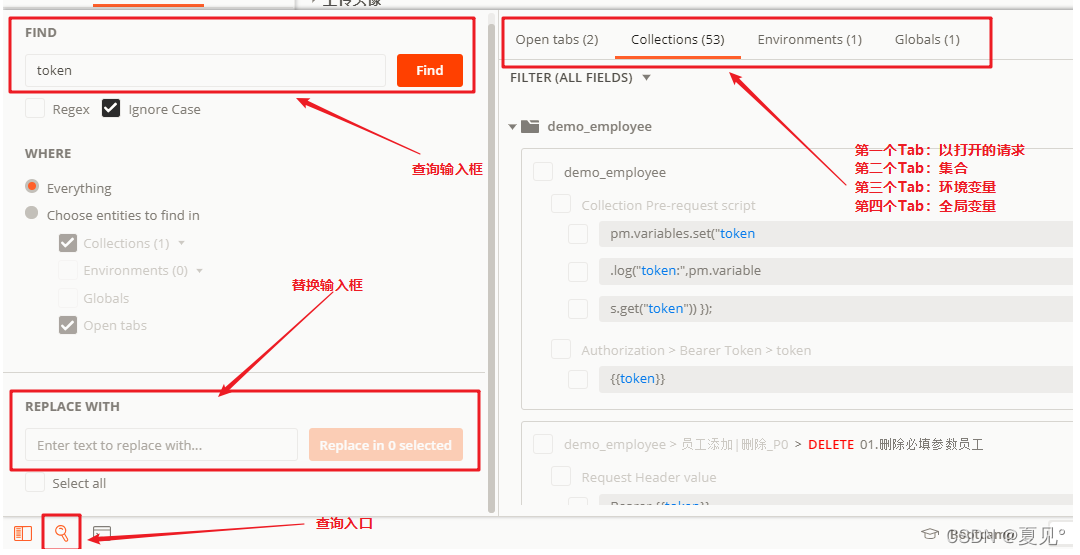 上传头像
FIND
token
Find
Regex
Ignore Case
查询输入框
WHERE
Everything
Choose entities to find in
Collections (1)
Environments (0)
Globals
Open tabs
替换输入框
REPLACE WITH
Enter text to replace with...
Replace in 0 selected
Select all
查询入口
Open tabs (2)
Collections (53)
Environments (1)
Globals (1)
FILTER (ALL FIELDS)
demo_employee
第一个Tab：以打开的请求
第二个Tab：集合
第三个Tab：环境变量
第四个Tab：全局变量
demo_employee
Collection Pre-request script
pm.variables.set("token
.log("token:",pm.variable
s.get("token")) });
Authorization > Bearer Token > token
{{token}}
demo_employee > 员工添加|删除_P0 > DELETE 01.删除必填参数员工
Request Header value
Bearer {{token}}
Bootcamp
CSDN @夏见°